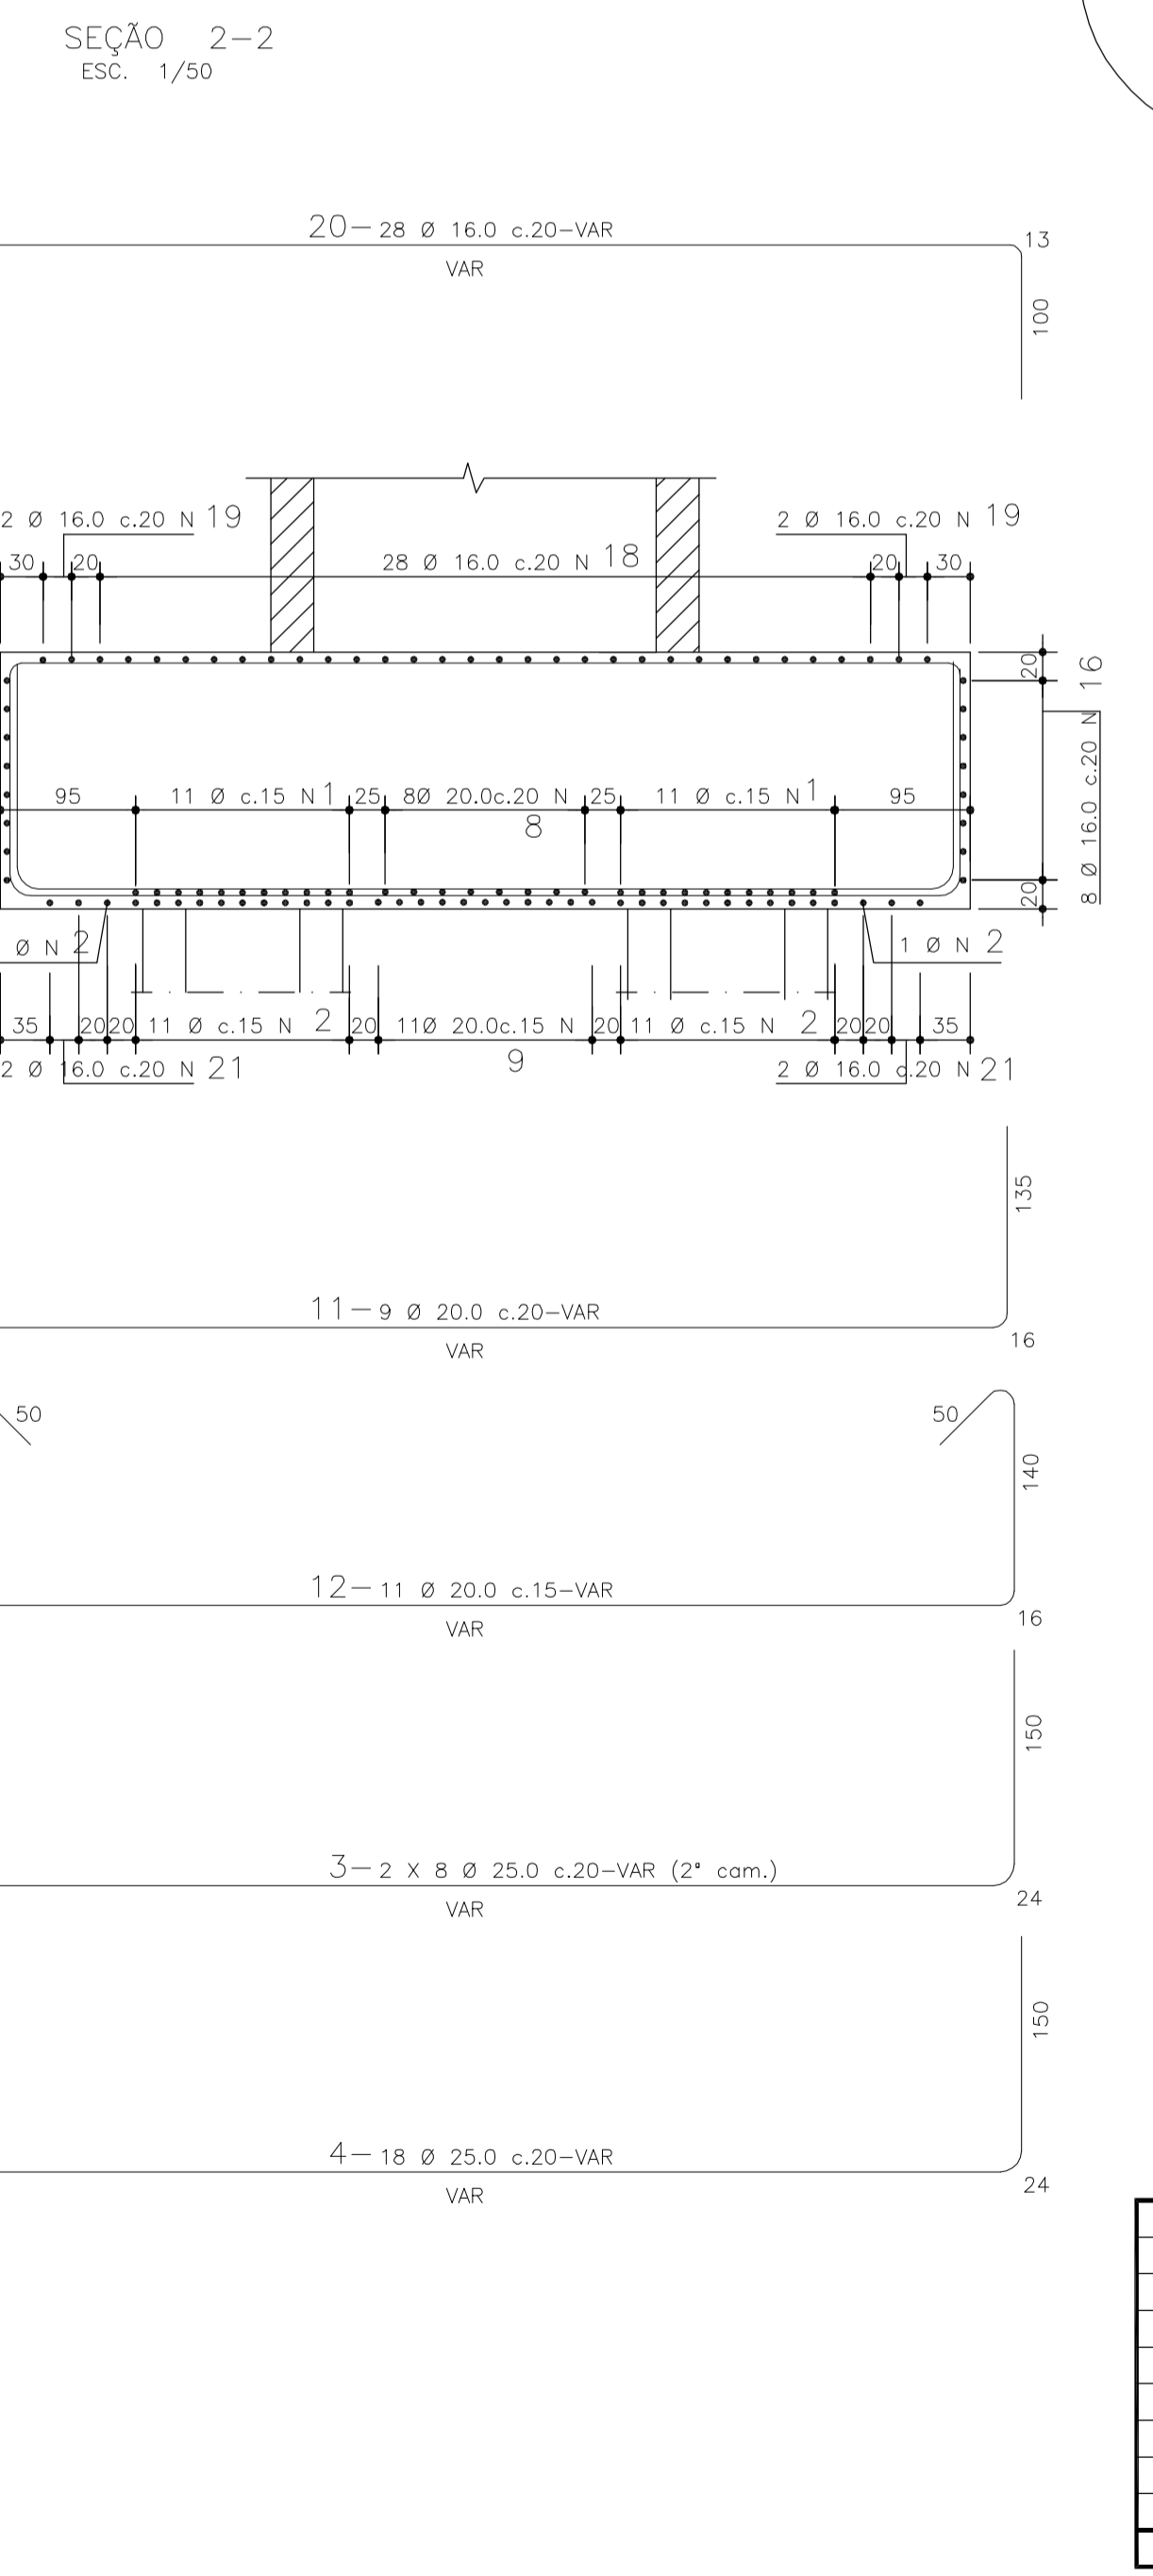 SEÇÃO 2-2
ESC. 1/50
20-28 Ø 16.0 c.20-VAR
VAR
13
100
2 Ø 16.0 c.20 N 19
2 Ø 16.0 c.20 N 19
30 20 28 Ø 16.0 c.20 N 18 20 30
20
8 Ø 16.0 c.20 N 16
20
95 11 Ø c.15 N 1 25 8Ø 20.0c.20 N 8 25 11 Ø c.15 N 1 95
Ø N 2
1 Ø N 2
35 20 20 11 Ø c.15 N 2 20 11Ø 20.0c.15 N 9 20 11 Ø c.15 N 2 20 20 35
2 Ø 16.0 c.20 N 21
2 Ø 16.0 c.20 N 21
135
11-9 Ø 20.0 c.20-VAR
VAR
16
50
50
140
12-11 Ø 20.0 c.15-VAR
VAR
16
150
3-2 X 8 Ø 25.0 c.20-VAR (2ª cam.)
VAR
24
150
4-18 Ø 25.0 c.20-VAR
VAR
24